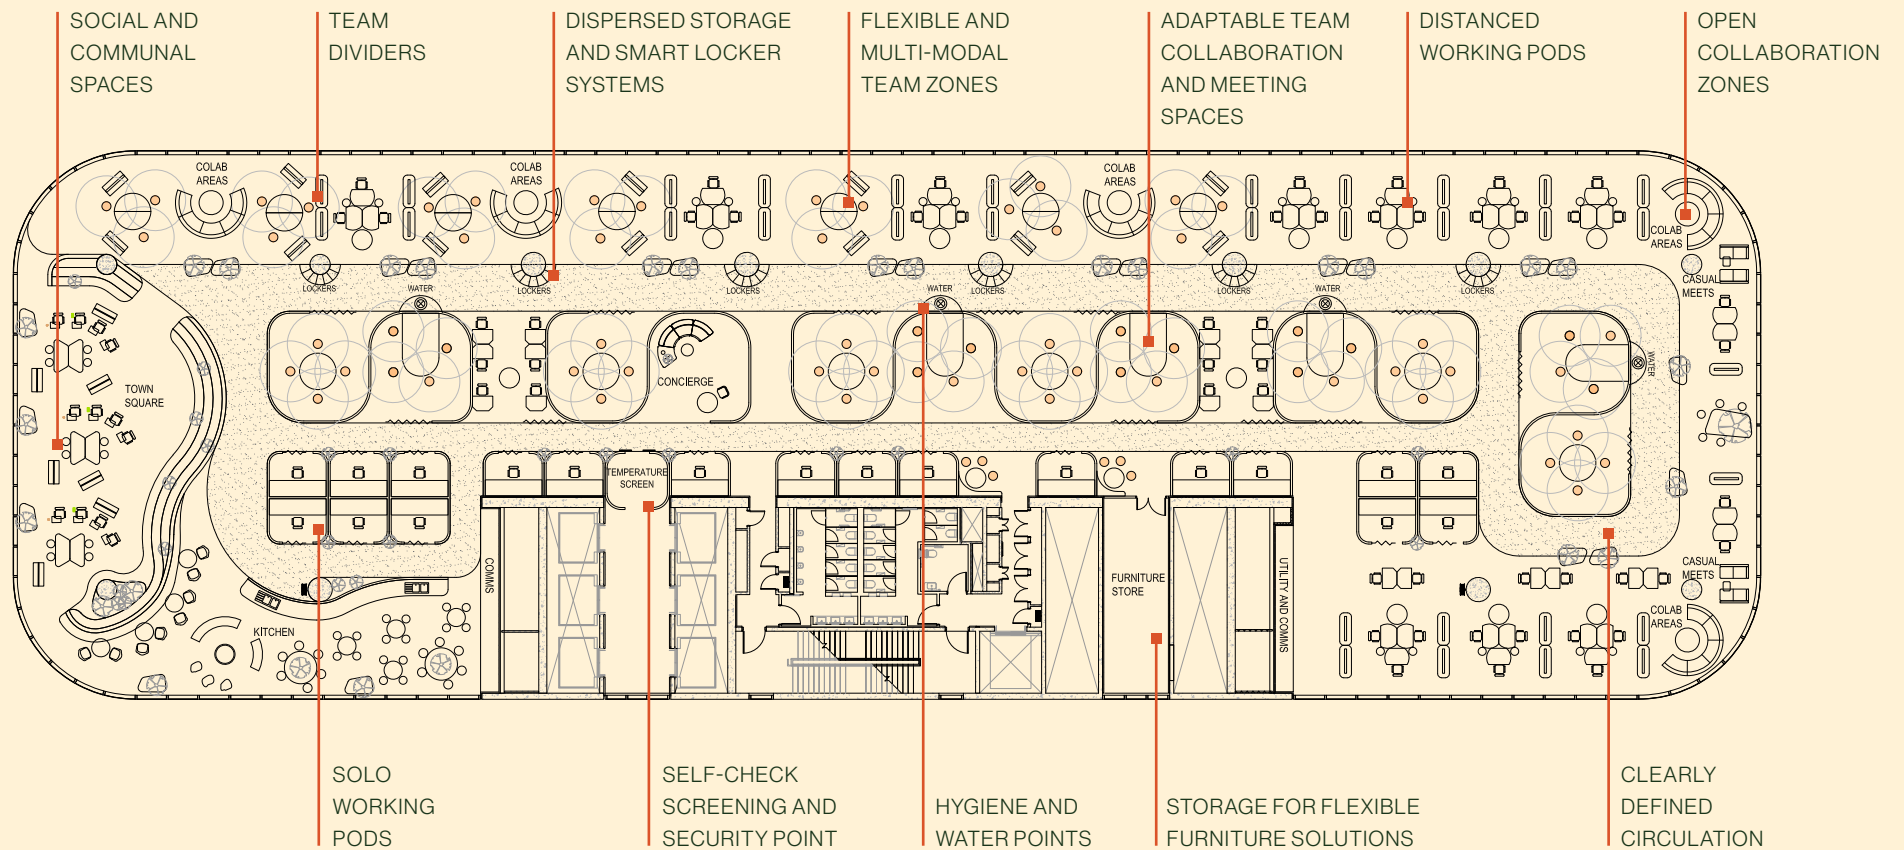 SOCIAL AND
COMMUNAL
SPACES
TEAM
DIVIDERS
DISPERSED STORAGE
AND SMART LOCKER
SYSTEMS
FLEXIBLE AND
MULTI-MODAL
TEAM ZONES
ADAPTABLE TEAM
COLLABORATION
AND MEETING
SPACES
DISTANCED
WORKING PODS
OPEN
COLLABORATION
ZONES
COLAB
AREAS
COLAB
AREAS
COLAB
AREAS
COLAB
AREAS
LOCKERS
WATER
LOCKERS
LOCKERS
WATER
LOCKERS
LOCKERS
WATER
LOCKERS
CASUAL
MEETS
TOWN
SQUARE
CONCIERGE
WATER
TEMPERATURE
SCREEN
COMMS
FURNITURE
STORE
UTILITY AND COMMS
CASUAL
MEETS
COLAB
AREAS
KITCHEN
SOLO
WORKING
PODS
SELF-CHECK
SCREENING AND
SECURITY POINT
HYGIENE AND
WATER POINTS
STORAGE FOR FLEXIBLE
FURNITURE SOLUTIONS
CLEARLY
DEFINED
CIRCULATION